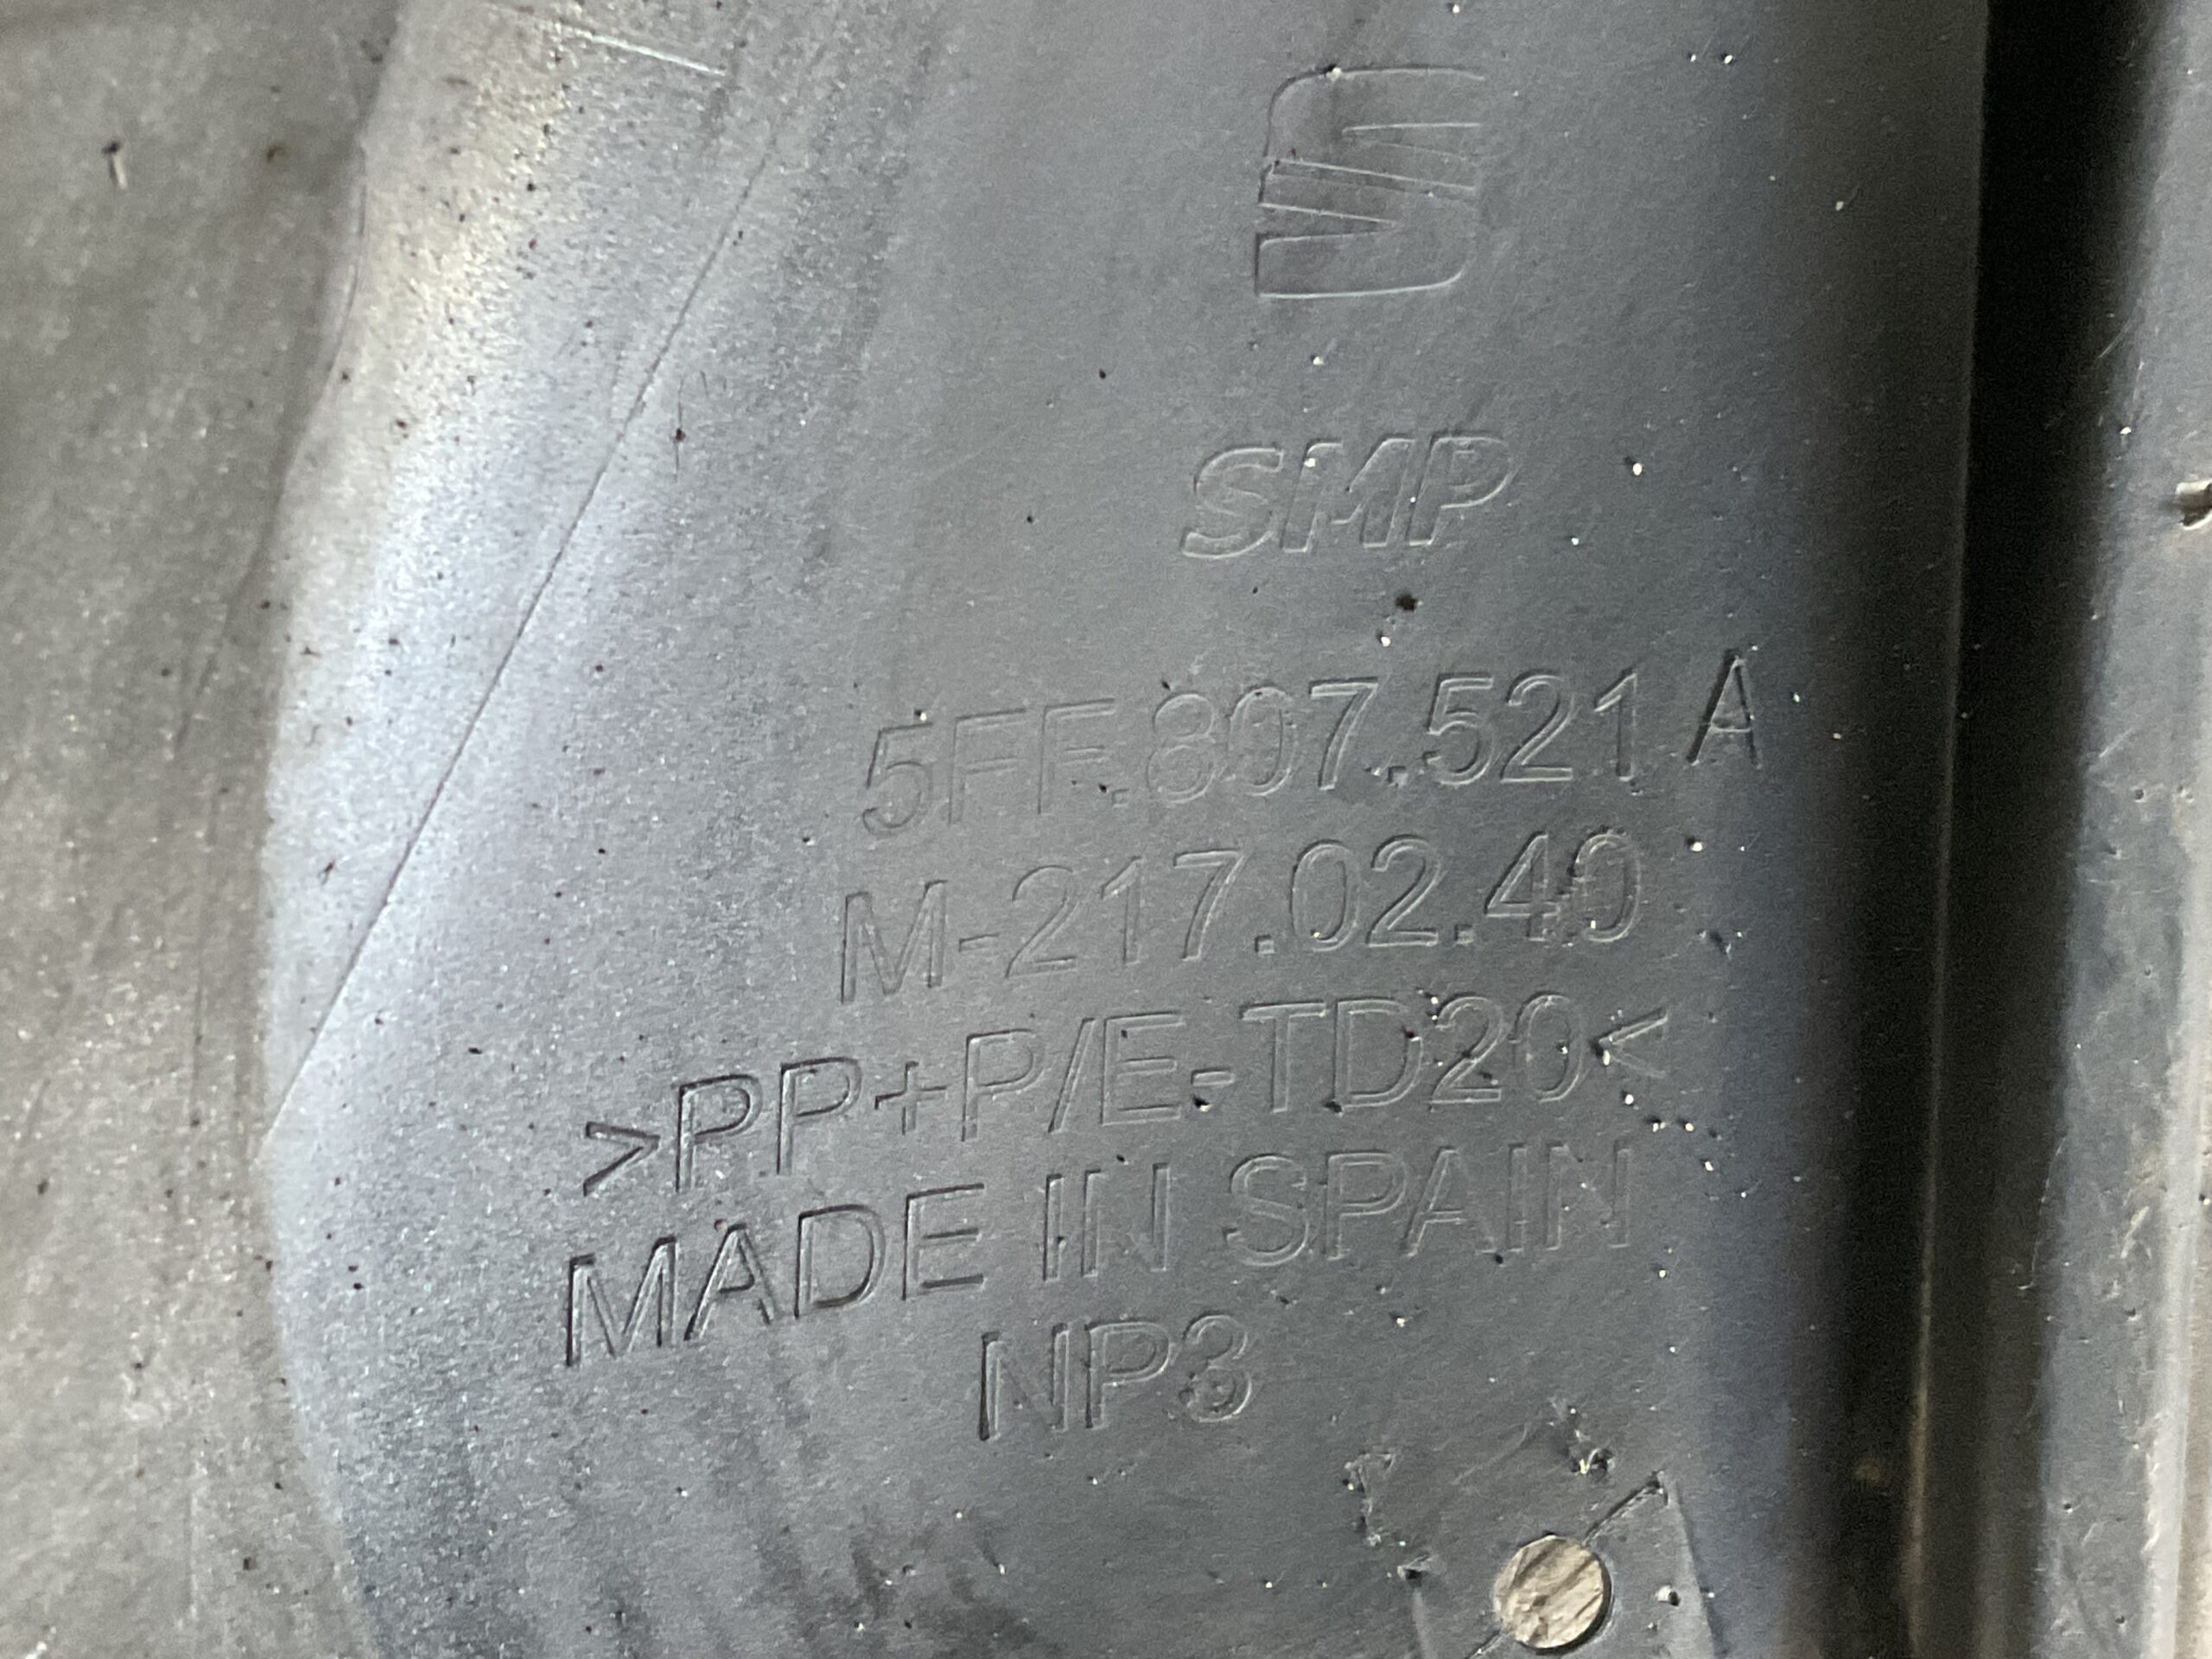 SMP
5FF.807.521 A
M-217.02.40
>PP+P/E-TD20<
MADE IN SPAIN
NP3